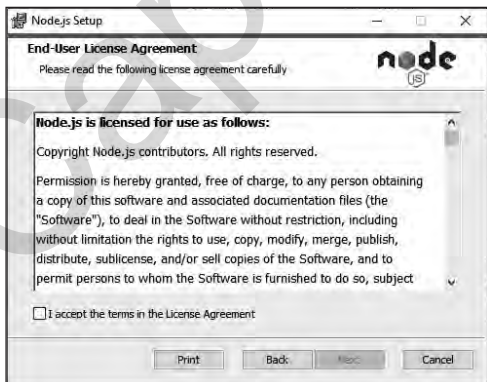 Node.js Setup
End-User License Agreement
Please read the following license agreement carefully
node
JS
Node.js is licensed for use as follows:
Copyright Node.js contributors. All rights reserved.
Permission is hereby granted, free of charge, to any person obtaining
a copy of this software and associated documentation files (the
"Software"), to deal in the Software without restriction, including
without limitation the rights to use, copy, modify, merge, publish,
distribute, sublicense, and/or sell copies of the Software, and to
permit persons to whom the Software is furnished to do so, subject
I accept the terms in the License Agreement
Print
Back
Next
Cancel